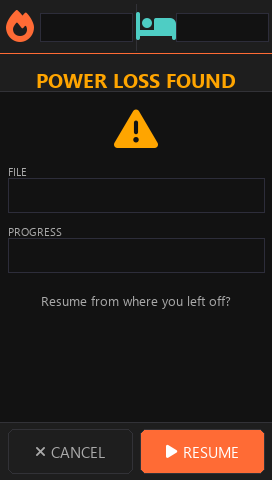 POWER LOSS FOUND
FILE
PROGRESS
Resume from where you left off?
CANCEL
RESUME